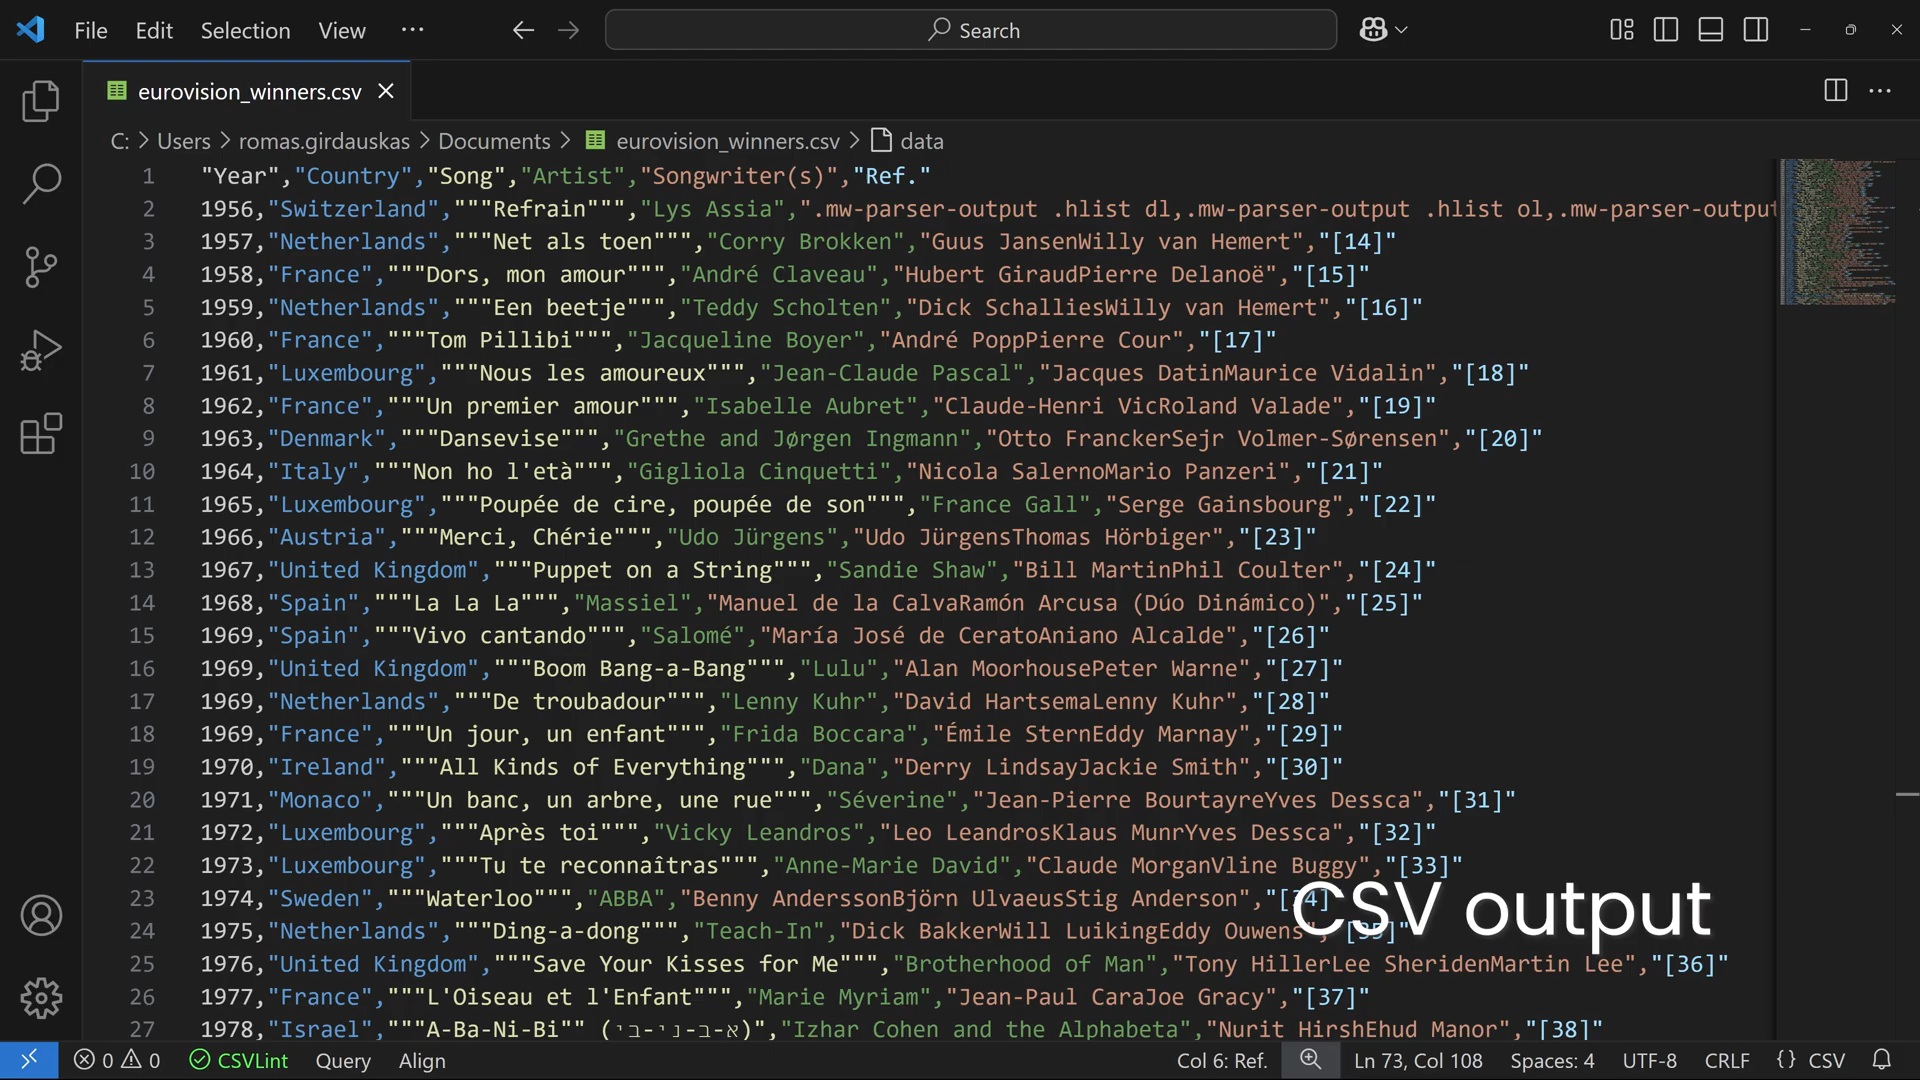 File Edit Selection View ··· Search
eurovision_winners.csv
C: > Users > romas.girdauskas > Documents > eurovision_winners.csv > data
1 "Year","Country","Song","Artist","Songwriter(s)","Ref."
2 1956,"Switzerland","""Refrain""","Lys Assia",".mw-parser-output .hlist dl,.mw-parser-output .hlist ol,.mw-parser-output
3 1957,"Netherlands","""Net als toen""","Corry Brokken","Guus JansenWilly van Hemert","[14]"
4 1958,"France","""Dors, mon amour""","André Claveau","Hubert GiraudPierre Delanoë","[15]"
5 1959,"Netherlands","""Een beetje""","Teddy Scholten","Dick SchalliesWilly van Hemert","[16]"
6 1960,"France","""Tom Pillibi""","Jacqueline Boyer","André PoppPierre Cour","[17]"
7 1961,"Luxembourg","""Nous les amoureux""","Jean-Claude Pascal","Jacques DatinMaurice Vidalin","[18]"
8 1962,"France","""Un premier amour""","Isabelle Aubret","Claude-Henri VicRoland Valade","[19]"
9 1963,"Denmark","""Dansevise""","Grethe and Jørgen Ingmann","Otto FranckerSejr Volmer-Sørensen","[20]"
10 1964,"Italy","""Non ho l'età""","Gigliola Cinquetti","Nicola SalernoMario Panzeri","[21]"
11 1965,"Luxembourg","""Poupée de cire, poupée de son""","France Gall","Serge Gainsbourg","[22]"
12 1966,"Austria","""Merci, Chérie""","Udo Jürgens","Udo JürgensThomas Hörbiger","[23]"
13 1967,"United Kingdom","""Puppet on a String""","Sandie Shaw","Bill MartinPhil Coulter","[24]"
14 1968,"Spain","""La La La""","Massiel","Manuel de la CalvaRamón Arcusa (Dúo Dinámico)","[25]"
15 1969,"Spain","""Vivo cantando""","Salomé","María José de CeratoAniano Alcalde","[26]"
16 1969,"United Kingdom","""Boom Bang-a-Bang""","Lulu","Alan MoorhousePeter Warne","[27]"
17 1969,"Netherlands","""De troubadour""","Lenny Kuhr","David HartsemaLenny Kuhr","[28]"
18 1969,"France","""Un jour, un enfant""","Frida Boccara","Émile SternEddy Marnay","[29]"
19 1970,"Ireland","""All Kinds of Everything""","Dana","Derry LindsayJackie Smith","[30]"
20 1971,"Monaco","""Un banc, un arbre, une rue""","Séverine","Jean-Pierre BourtayreYves Dessca","[31]"
21 1972,"Luxembourg","""Après toi""","Vicky Leandros","Leo LeandrosKlaus MunrYves Dessca","[32]"
22 1973,"Luxembourg","""Tu te reconnaîtras""","Anne-Marie David","Claude MorganVline Buggy","[33]"
23 1974,"Sweden","""Waterloo""","ABBA","Benny AnderssonBjörn UlvaeusStig Anderson","[34]
24 1975,"Netherlands","""Ding-a-dong""","Teach-In","Dick BakkerWill LuikingEddy Ouwens","[35]"
CSV output
25 1976,"United Kingdom","""Save Your Kisses for Me""","Brotherhood of Man","Tony HillerLee SheridenMartin Lee","[36]"
26 1977,"France","""L'Oiseau et l'Enfant""","Marie Myriam","Jean-Paul CaraJoe Gracy","[37]"
27 1978,"Israel","""A-Ba-Ni-Bi"" (א-ב-ני-בי)","Izhar Cohen and the Alphabeta","Nurit HirshEhud Manor","[38]"
0 0 CSVLint Query Align Col 6: Ref. Ln 73, Col 108 Spaces: 4 UTF-8 CRLF {} CSV